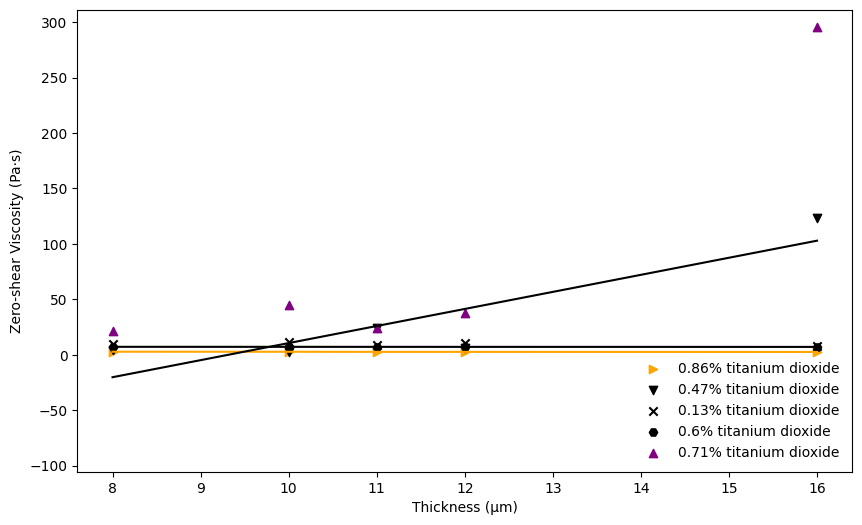 300
250
200
150
100
50
0
−50
−100
Zero-shear Viscosity (Pa·s)
8
9
10
11
12
13
14
15
16
Thickness (μm)
0.86% titanium dioxide
0.47% titanium dioxide
0.13% titanium dioxide
0.6% titanium dioxide
0.71% titanium dioxide